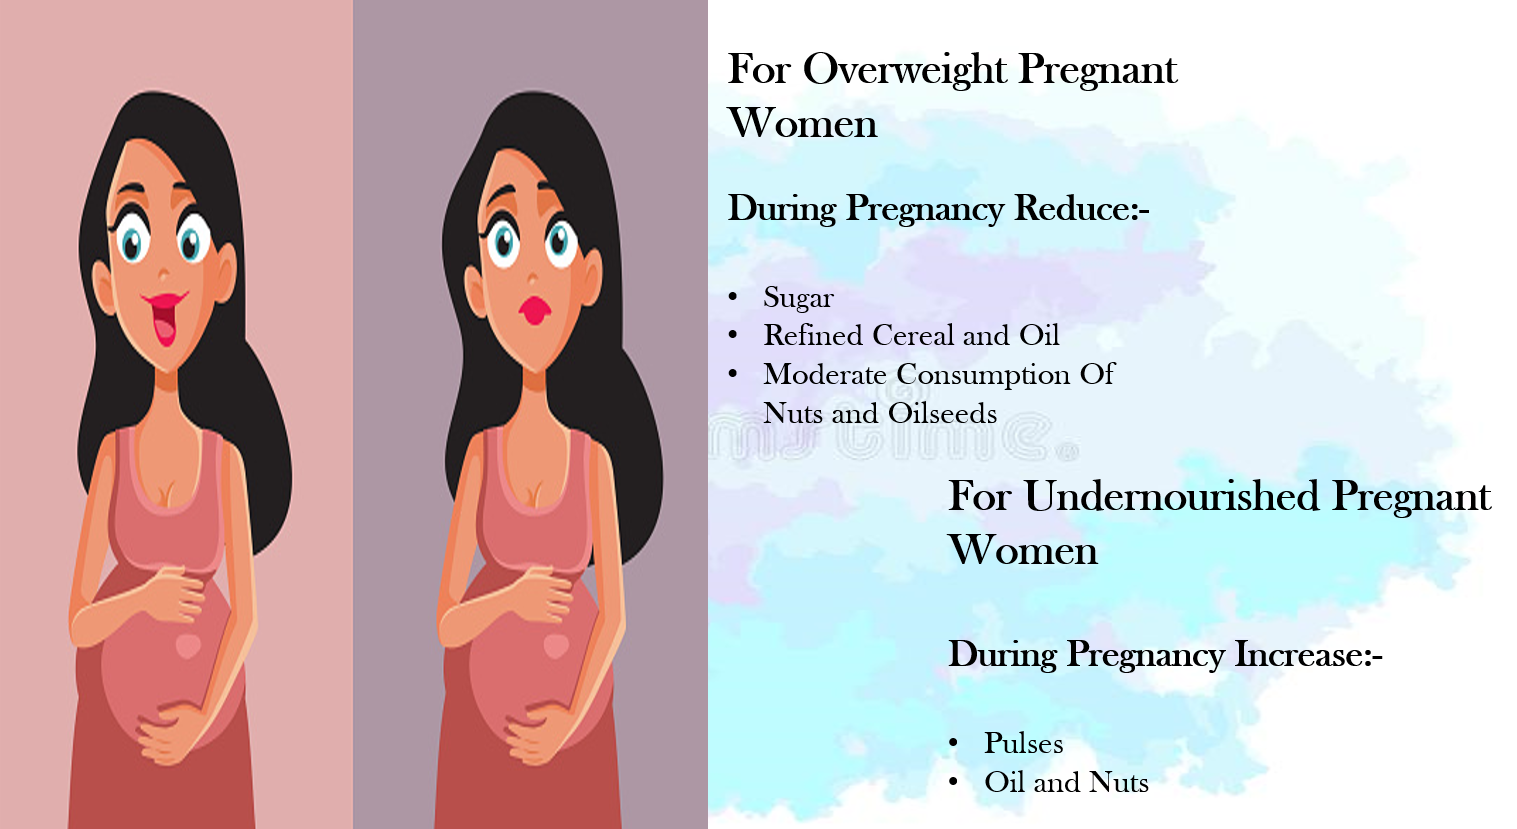 For Overweight Pregnant
Women
During Pregnancy Reduce:-
• Sugar
• Refined Cereal and Oil
• Moderate Consumption Of
Nuts and Oilseeds
For Undernourished Pregnant
Women
During Pregnancy Increase:-
• Pulses
• Oil and Nuts